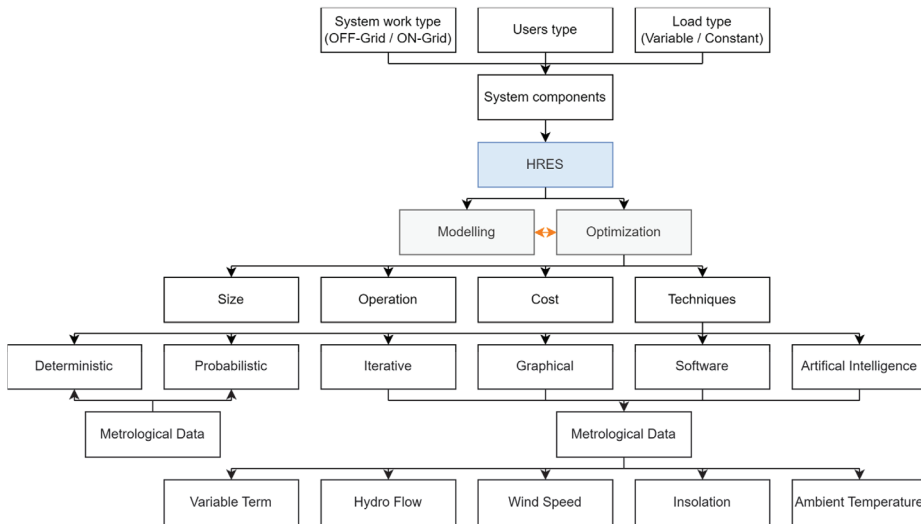 System work type
(OFF-Grid / ON-Grid)
Users type
Load type
(Variable / Constant)
System components
HRES
Modelling
Optimization
Size
Operation
Cost
Techniques
Deterministic
Probabilistic
Iterative
Graphical
Software
Artifical Intelligence
Metrological Data
Metrological Data
Variable Term
Hydro Flow
Wind Speed
Insolation
Ambient Temperature